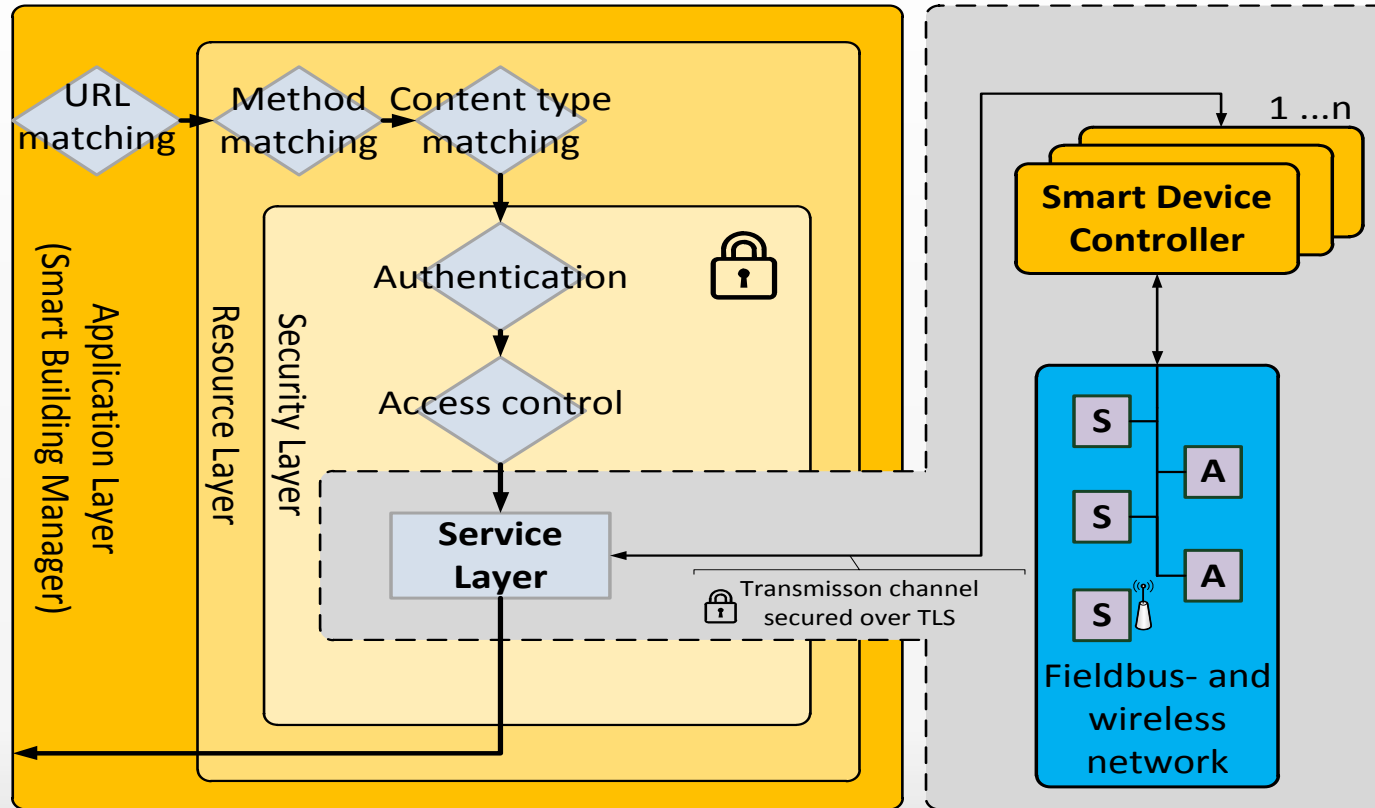 URL
matching
Method
matching
Content type
matching
Authentication
Access control
Service
Layer
Application Layer
(Smart Building Manager)
Resource Layer
Security Layer
Transmisson channel
secured over TLS
1 ...n
Smart Device
Controller
S
A
S
A
S
Fieldbus- and
wireless
network